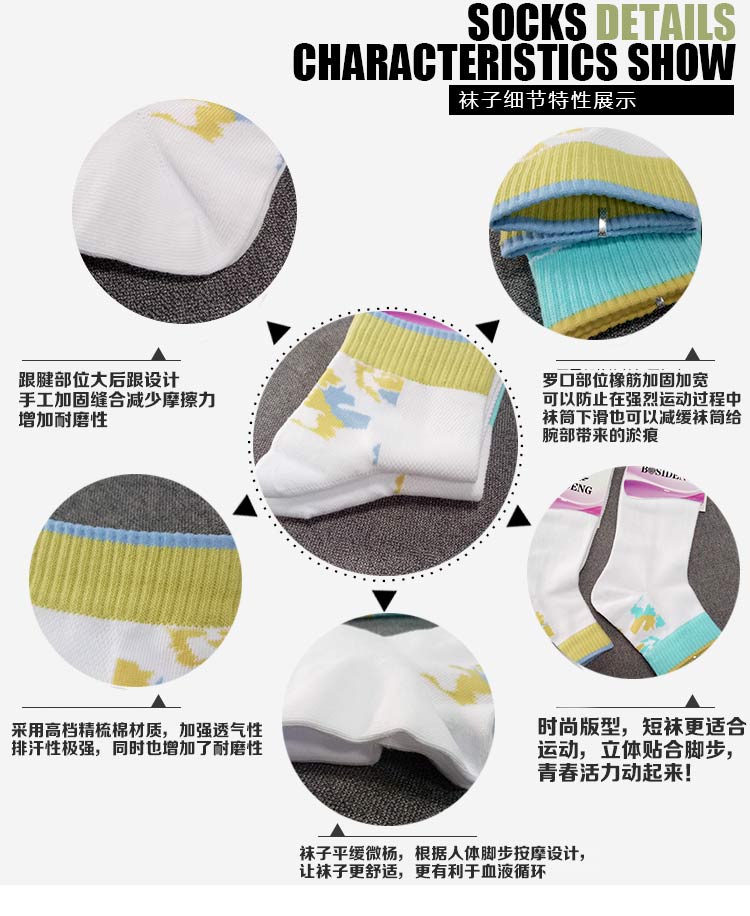 SOCKS DETAILS
CHARACTERISTICS SHOW
袜子细节特性展示
跟腱部位大后跟设计
手工加固缝合减少摩擦力
增加耐磨性
罗口部位橡筋加固加宽
可以防止在强烈运动过程中
袜筒下滑也可以减缓袜筒给
腕部带来的淤痕
ENG
BOSIDEN
采用高档精梳棉材质，加强透气性
排汗性极强，同时也增加了耐磨性
时尚版型，短袜更适合
运动，立体贴合脚步，
青春活力动起来！
袜子平缓微杨，根据人体脚步按摩设计，
让袜子更舒适，更有利于血液循环